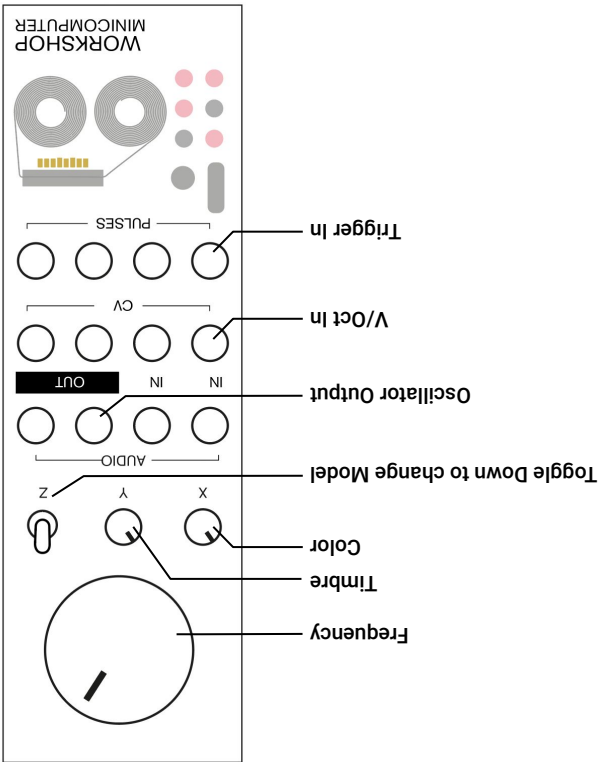 Frequency
Timbre
Color
X Y Z
Toggle Down to change Model
AUDIO
Oscillator Output
IN IN OUT
V/Oct In
CV
Trigger In
PULSES
WORKSHOP
MINICOMPUTER